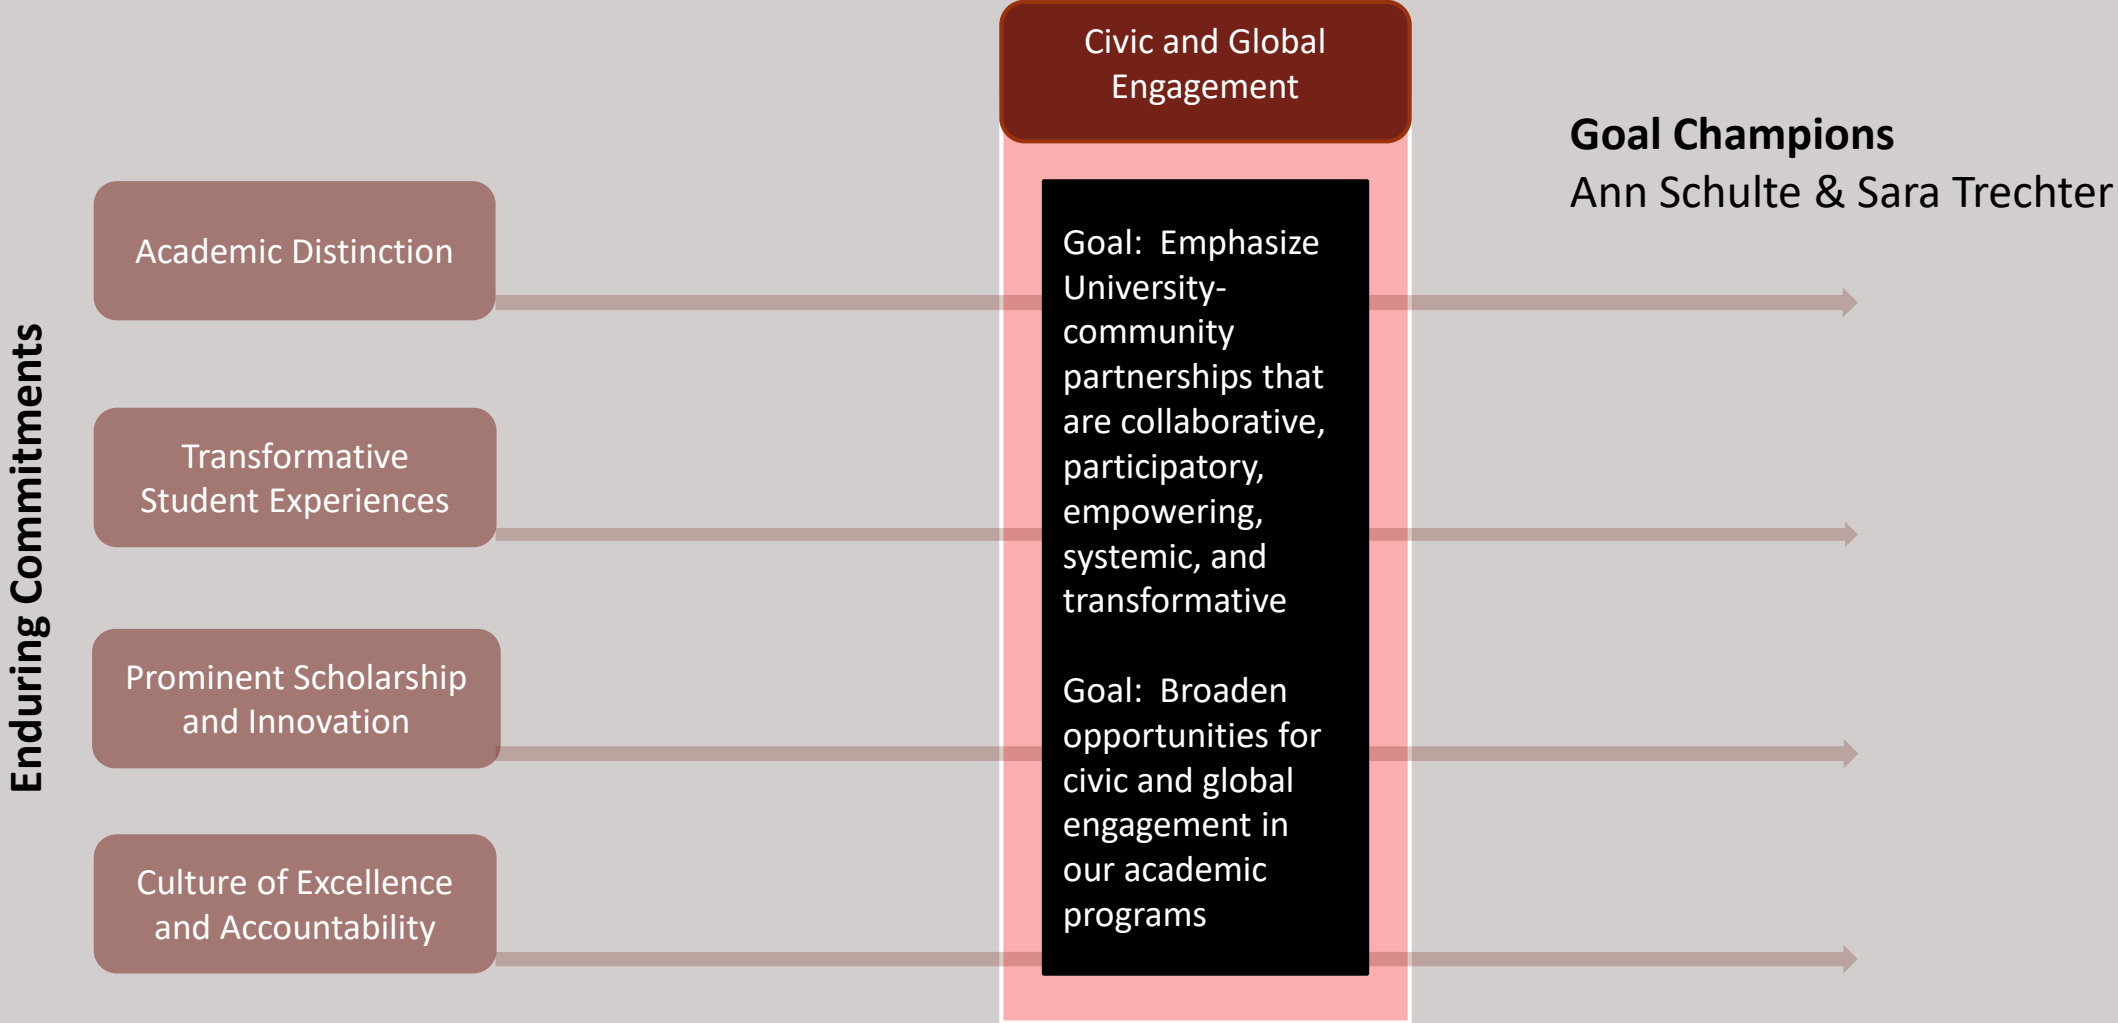 Civic and Global
Engagement
Goal Champions
Ann Schulte & Sara Trechter
Enduring Commitments
Academic Distinction
Transformative
Student Experiences
Prominent Scholarship
and Innovation
Culture of Excellence
and Accountability
Goal:  Emphasize
University-
community
partnerships that
are collaborative,
participatory,
empowering,
systemic, and
transformative
Goal:  Broaden
opportunities for
civic and global
engagement in
our academic
programs